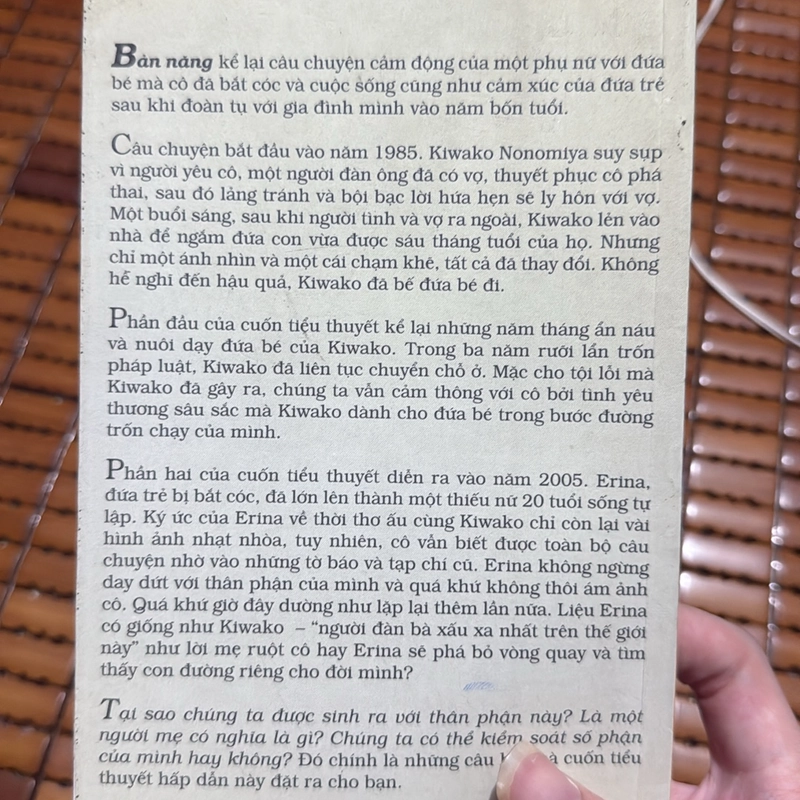 Bản năng kể lại câu chuyện cảm động của một phụ nữ với đứa
bé mà cô đã bắt cóc và cuộc sống cũng như cảm xúc của đứa trẻ
sau khi đoàn tụ với gia đình mình vào năm bốn tuổi.
Câu chuyện bắt đầu vào năm 1985. Kiwako Nonomiya suy sụp
vì người yêu cô, một người đàn ông đã có vợ, thuyết phục cô phá
thai, sau đó lảng tránh và bội bạc lời hứa hẹn sẽ ly hôn với vợ.
Một buổi sáng, sau khi người tình và vợ ra ngoài, Kiwako lẻn vào
nhà để ngắm đứa con vừa được sáu tháng tuổi của họ. Nhưng
chỉ một ánh nhìn và một cái chạm khẽ, tất cả đã thay đổi. Không
hề nghĩ đến hậu quả, Kiwako đã bế đứa bé đi.
Phần đầu của cuốn tiểu thuyết kể lại những năm tháng ẩn náu
và nuôi dạy đứa bé của Kiwako. Trong ba năm rưỡi lẩn trốn
pháp luật, Kiwako đã liên tục chuyển chỗ ở. Mặc cho tội lỗi mà
Kiwako đã gây ra, chúng ta vẫn cảm thông với cô bởi tình yêu
thương sâu sắc mà Kiwako dành cho đứa bé trong bước đường
trốn chạy của mình.
Phần hai của cuốn tiểu thuyết diễn ra vào năm 2005. Erina,
đứa trẻ bị bắt cóc, đã lớn lên thành một thiếu nữ 20 tuổi sống tự
lập. Ký ức của Erina về thời thơ ấu cùng Kiwako chỉ còn lại vài
hình ảnh nhạt nhòa, tuy nhiên, cô vẫn biết được toàn bộ câu
chuyện nhờ vào những tờ báo và tạp chí cũ. Erina không ngừng
day dứt với thân phận của mình và quá khứ không thôi ám ảnh
cô. Quá khứ giờ đây dường như lặp lại thêm lần nữa. Liệu Erina
có giống như Kiwako – “người đàn bà xấu xa nhất trên thế giới
này” như lời mẹ ruột cô hay Erina sẽ phá bỏ vòng quay và tìm
thấy con đường riêng cho đời mình?
Tại sao chúng ta được sinh ra với thân phận này? Là một
người mẹ có nghĩa là gì? Chúng ta có thể kiểm soát số phận
của mình hay không? Đó chính là những câu cuốn tiểu
thuyết hấp dẫn này đặt ra cho bạn.